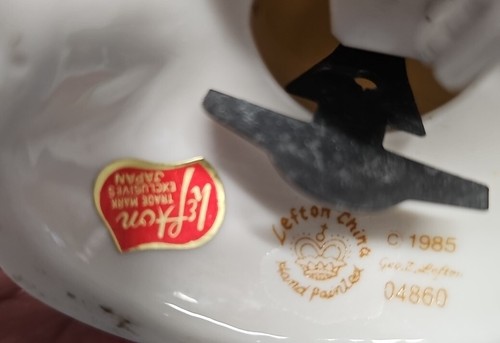 Lefton
TRADE MARK
EXCLUSIVES
JAPAN
Lefton China
Hand Painted
© 1985
Geo. Z. Lefton
04860